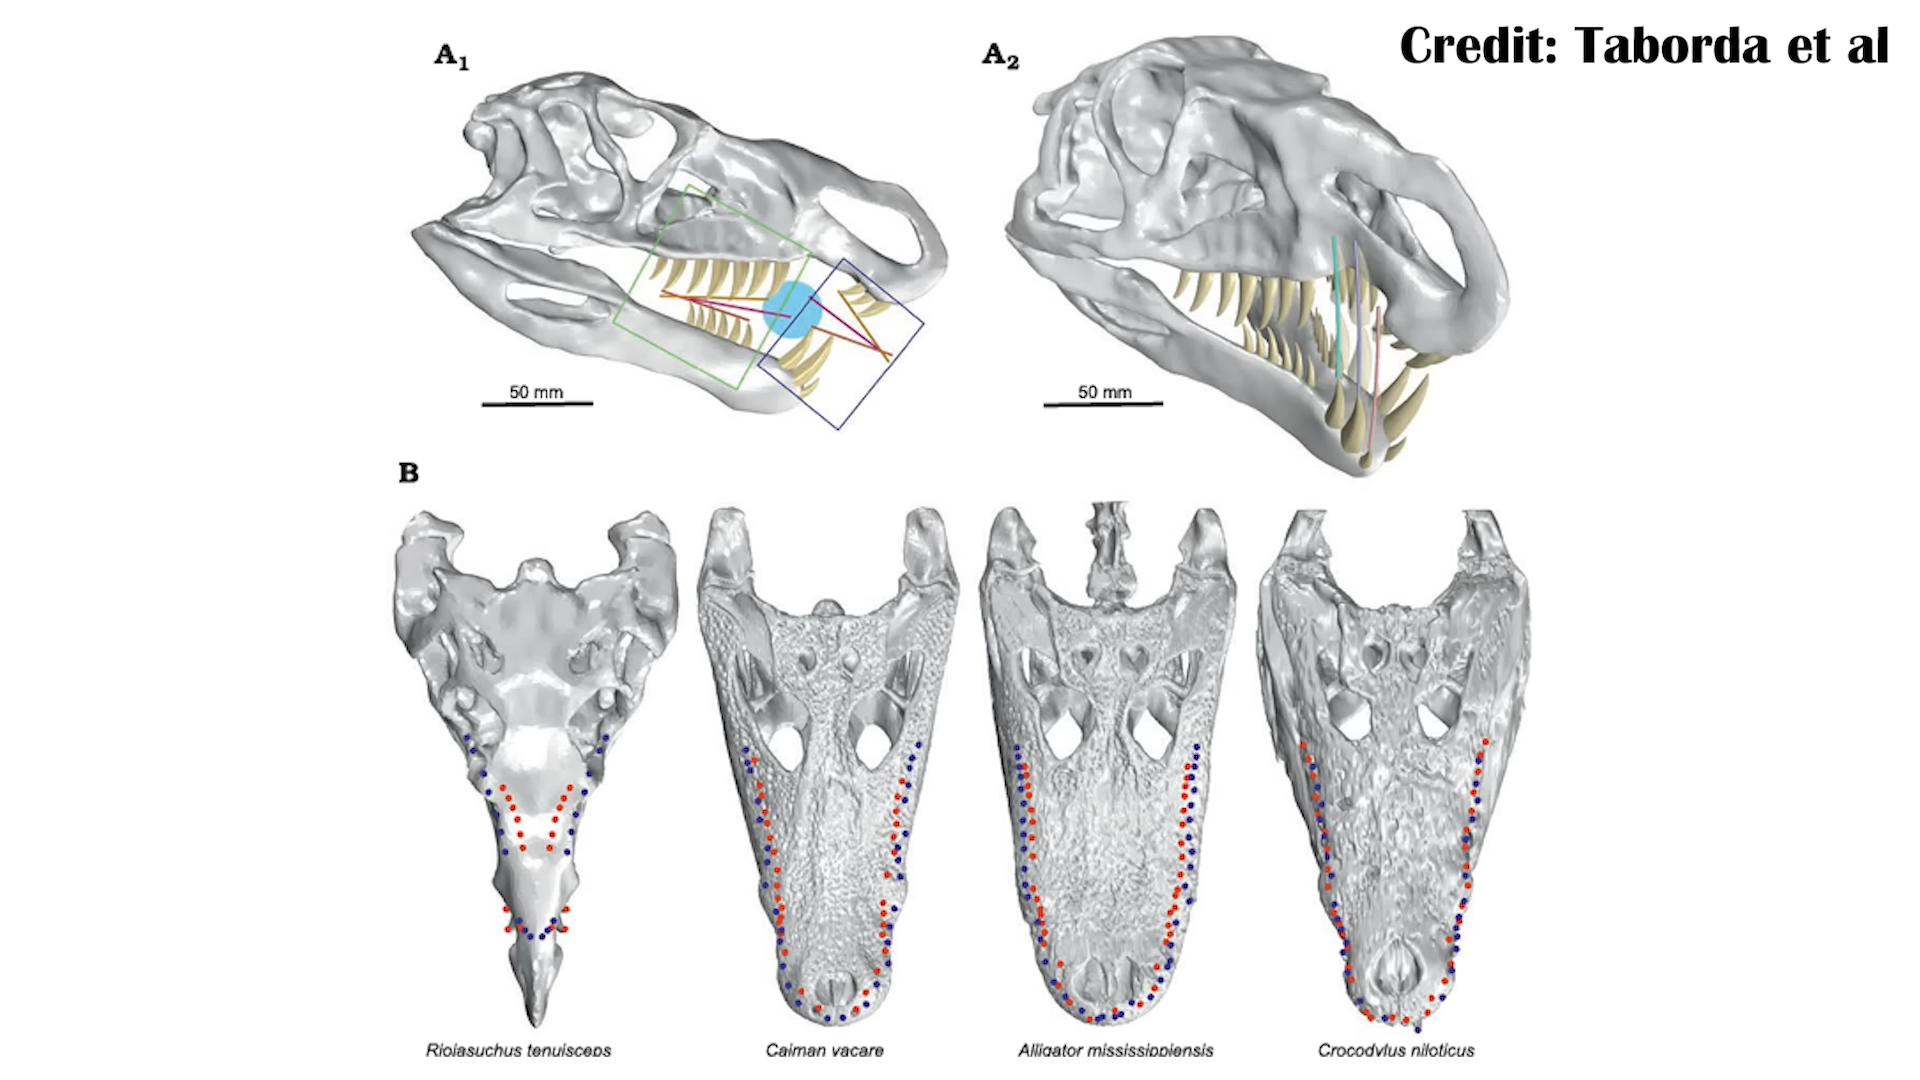 Credit: Taborda et al
A1
A2
50 mm
50 mm
B
Riojasuchus tenuisceps
Caiman yacare
Alligator mississippiensis
Crocodylus niloticus